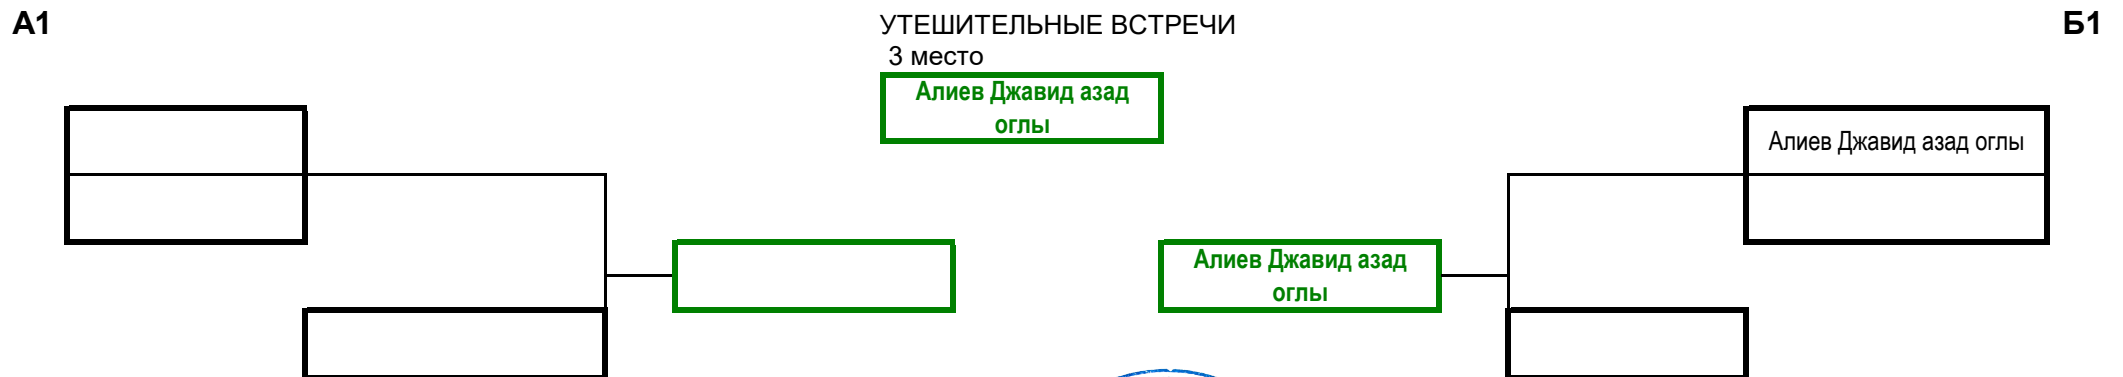 А1
УТЕШИТЕЛЬНЫЕ ВСТРЕЧИ
Б1
3 место
Алиев Джавид азад
оглы
Алиев Джавид азад оглы
Алиев Джавид азад
оглы